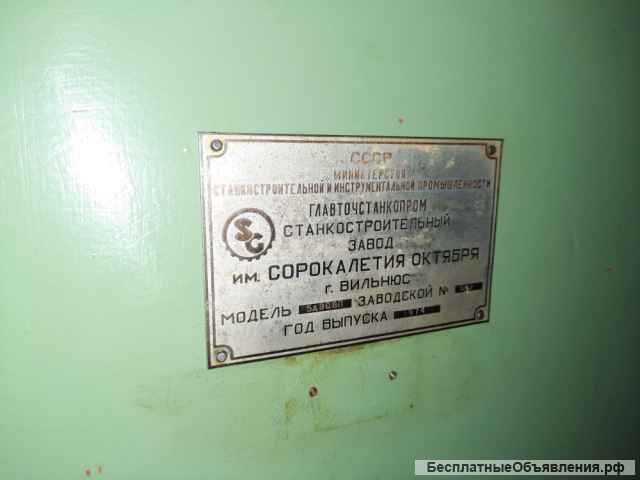 СССР
МИНИСТЕРСТВО
СТАНКОСТРОИТЕЛЬНОЙ И ИНСТРУМЕНТАЛЬНОЙ ПРОМЫШЛЕННОСТИ
ГЛАВТОЧСТАНКОПРОМ
СТАНКОСТРОИТЕЛЬНЫЙ
ЗАВОД
ИМ. СОРОКАЛЕТИЯ ОКТЯБРЯ
Г. ВИЛЬНЮС
МОДЕЛЬ ЗАВОДСКОЙ №
ГОД ВЫПУСКА 1974
БесплатныеОбъявления.рф